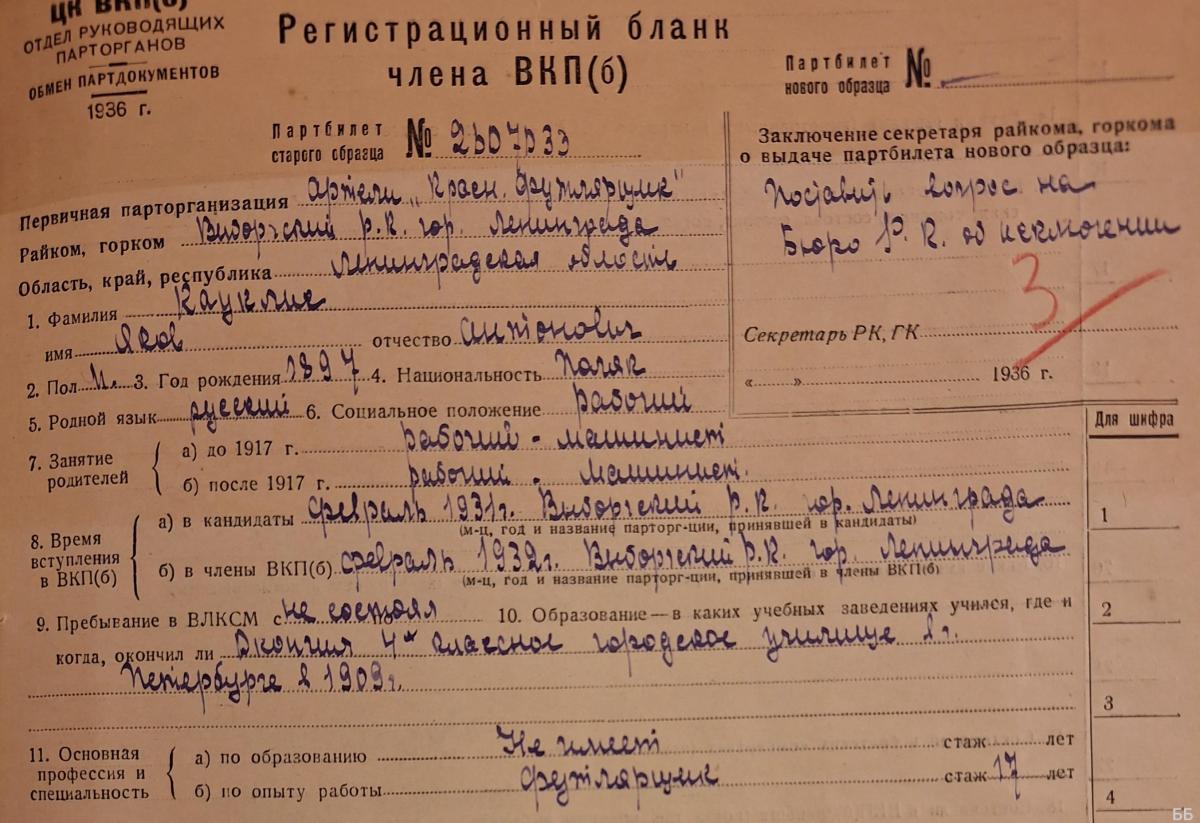 ЦК ВКП(б)
ОТДЕЛ РУКОВОДЯЩИХ
ПАРТОРГАНОВ
ОБМЕН ПАРТДОКУМЕНТОВ
1936 г.
Регистрационный бланк
члена ВКП(б)
Партбилет
нового образца №
Партбилет
старого образца № 2607033
Заключение секретаря райкома, горкома
о выдаче партбилета нового образца:
Поставить вопрос на
Бюро Р.К. об исключении
3
Секретарь РК, ГК
« » 1936 г.
Первичная парторганизация Артели „Красн. Футлярщик"
Райком, горком Выборгский р.к. гор. Ленинграда
Область, край, республика Ленинградская область
1. Фамилия Кауклис
имя Яков отчество Антонович
2. Пол М. 3. Год рождения 1897 4. Национальность Поляк
5. Родной язык русский 6. Социальное положение рабочий
7. Занятие родителей
а) до 1917 г. рабочий - машинист
б) после 1917 г. рабочий - машинист.
8. Время вступления в ВКП(б)
а) в кандидаты февраль 1931г. Выборгский р.к. гор. Ленинграда
(м-ц, год и название парторг-ции, принявшей в кандидаты)
б) в члены ВКП(б) февраль 1932г. Выборгский р.к. гор. Ленинграда
(м-ц, год и название парторг-ции, принявшей в члены ВКП(б)
9. Пребывание в ВЛКСМ с не состоял 10. Образование — в каких учебных заведениях учился, где и
когда, окончил ли Окончил 4х классное городское училище в г.
Петербурге в 1909г.
11. Основная профессия и специальность
а) по образованию Не имеет стаж лет
б) по опыту работы футлярщик стаж 17 лет
Для шифра
1
2
3
4
ББ